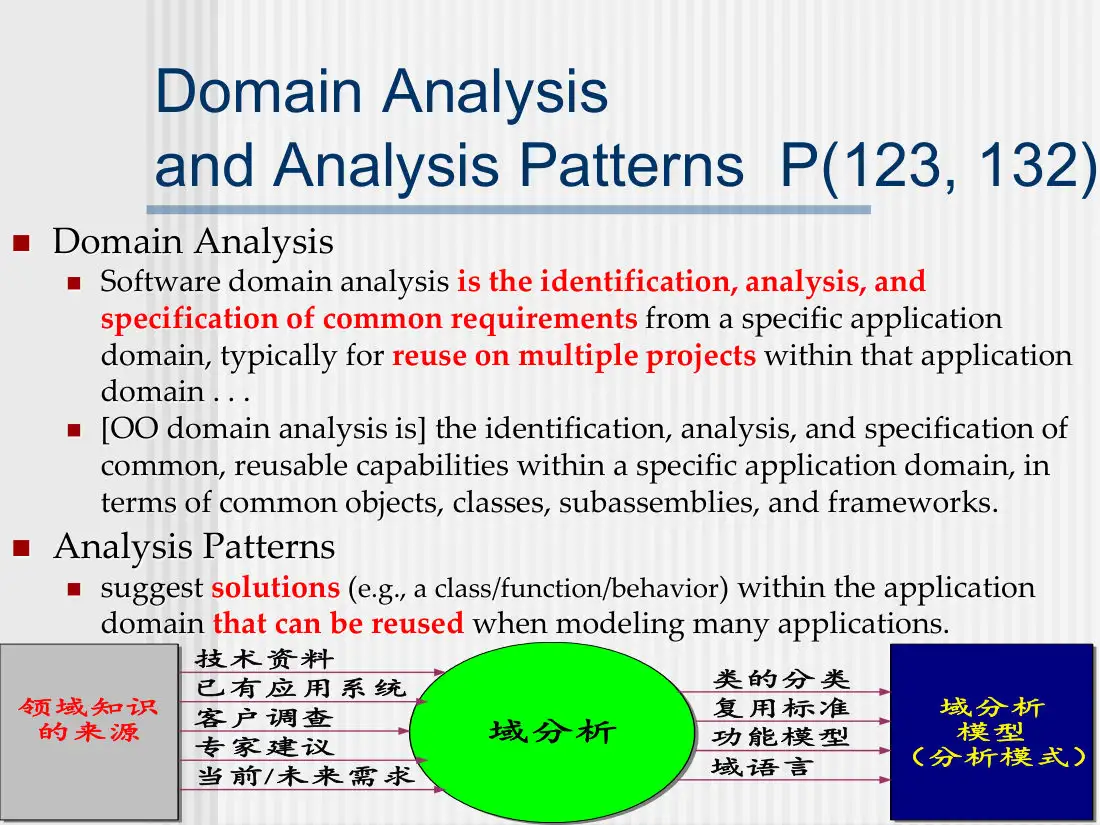 Domain Analysis
and Analysis Patterns P(123, 132)
Domain Analysis
Software domain analysis is the identification, analysis, and
specification of common requirements from a specific application
domain, typically for reuse on multiple projects within that application
domain . . .
[OO domain analysis is] the identification, analysis, and specification of
common, reusable capabilities within a specific application domain, in
terms of common objects, classes, subassemblies, and frameworks.
Analysis Patterns
suggest solutions (e.g., a class/function/behavior) within the application
domain that can be reused when modeling many applications.
领域知识
的来源
技术资料
已有应用系统
客户调查
专家建议
当前/未来需求
域分析
类的分类
复用标准
功能模型
域语言
域分析
模型
（分析模式）